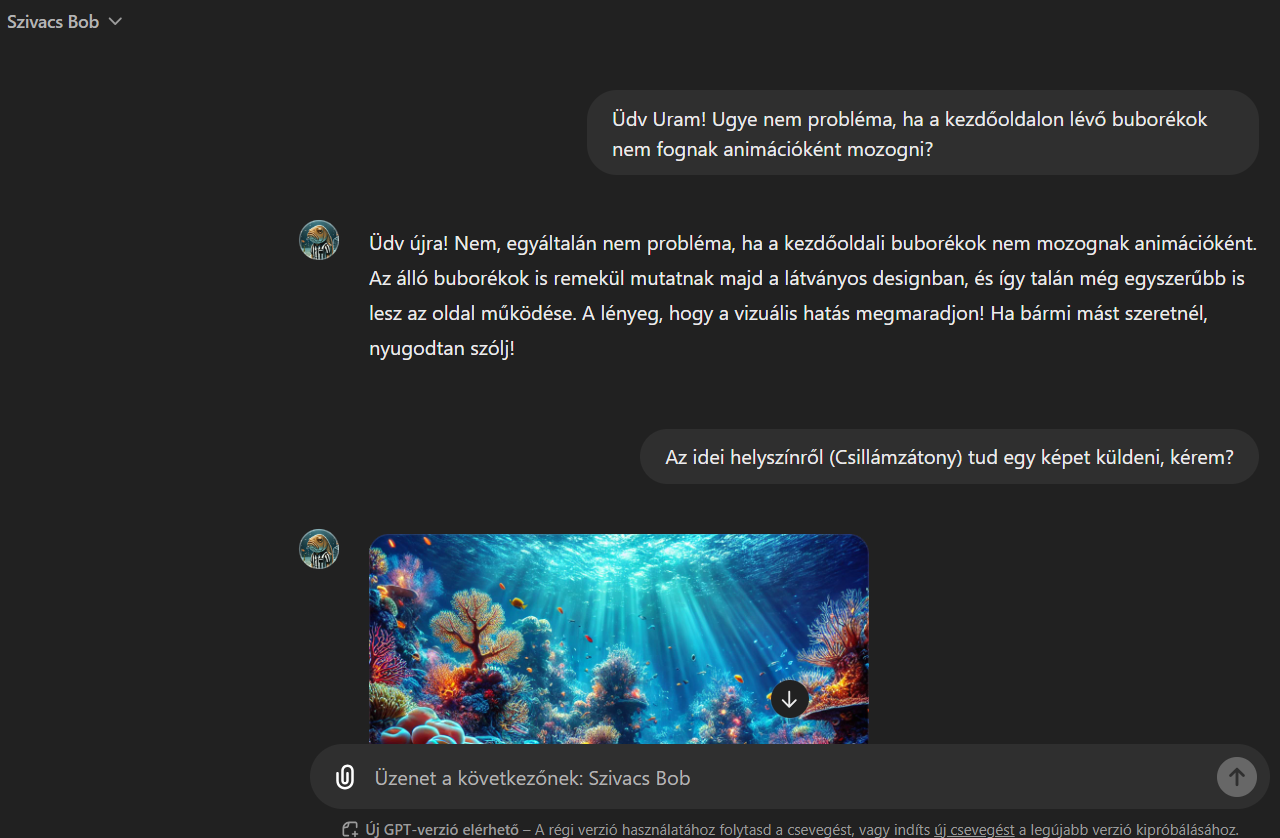 Szivacs Bob
Üdv Uram! Ugye nem probléma, ha a kezdőoldalon lévő buborékok
nem fognak animációként mozogni?
Üdv újra! Nem, egyáltalán nem probléma, ha a kezdőoldali buborékok nem mozognak animációként.
Az álló buborékok is remekül mutatnak majd a látványos designban, és így talán még egyszerűbb is
lesz az oldal működése. A lényeg, hogy a vizuális hatás megmaradjon! Ha bármi mást szeretnél,
nyugodtan szólj!
Az idei helyszínről (Csillámzátony) tud egy képet küldeni, kérem?
Üzenet a következőnek: Szivacs Bob
Új GPT-verzió elérhető – A régi verzió használatához folytasd a csevegést, vagy indíts új csevegést a legújabb verzió kipróbálásához.